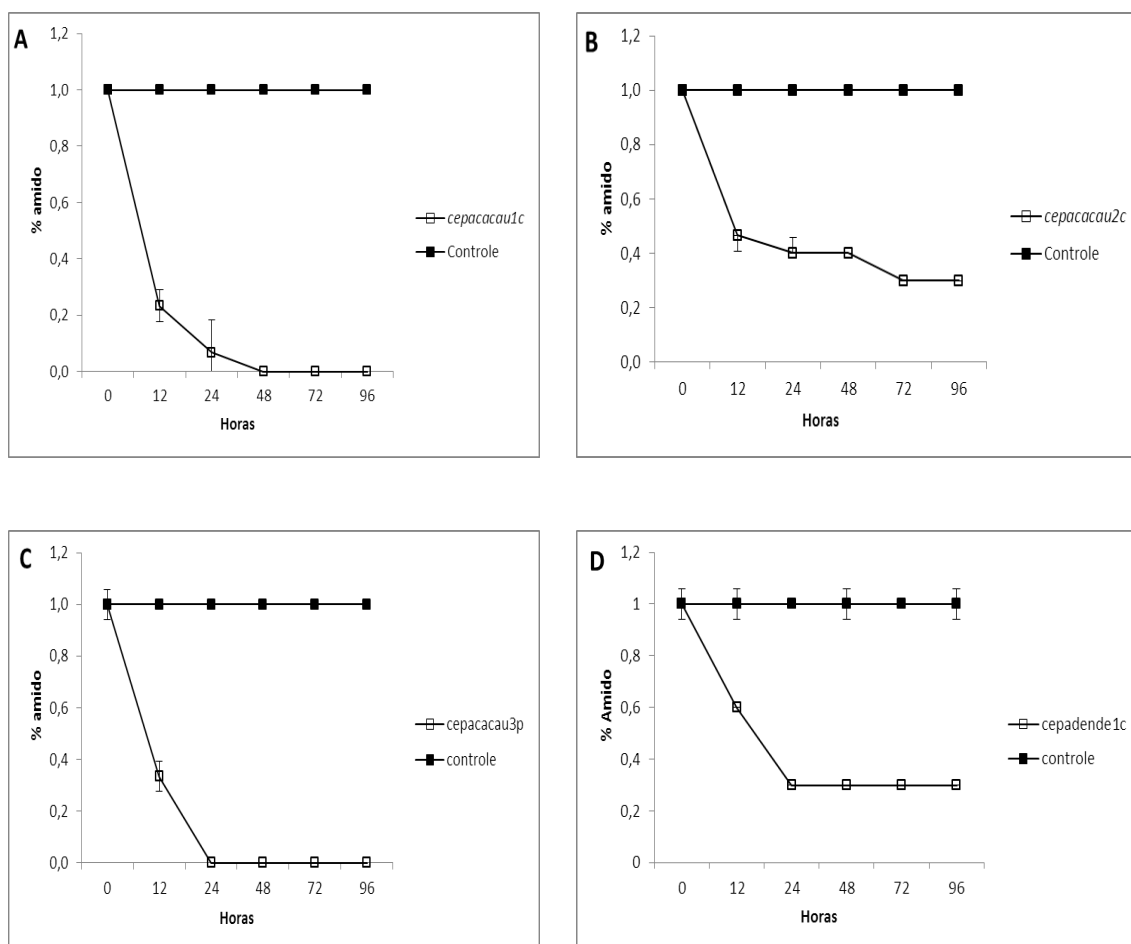 A
% amido
1,2
1,0
0,8
0,6
0,4
0,2
0,0
0 12 24 48 72 96
Horas
cepacacau1c
Controle
B
% amido
1,2
1,0
0,8
0,6
0,4
0,2
0,0
0 12 24 48 72 96
Horas
cepacacau2c
Controle
C
% amido
1,2
1,0
0,8
0,6
0,4
0,2
0,0
0 12 24 48 72 96
Horas
cepacacau3p
controle
D
% Amido
1,2
1
0,8
0,6
0,4
0,2
0
0 12 24 48 72 96
Horas
cepadende1c
controle